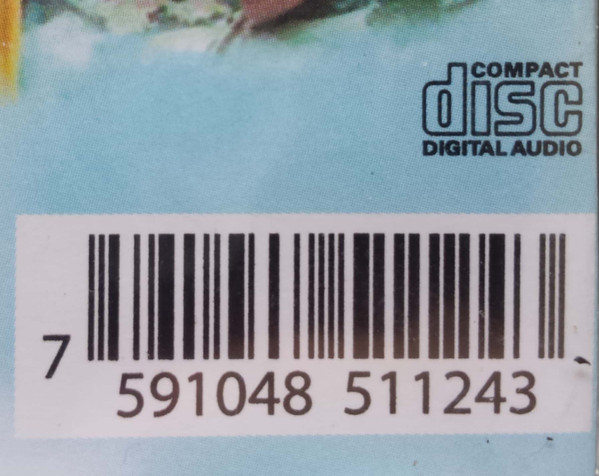 COMPACT
disc
DIGITAL AUDIO
7 591048 511243